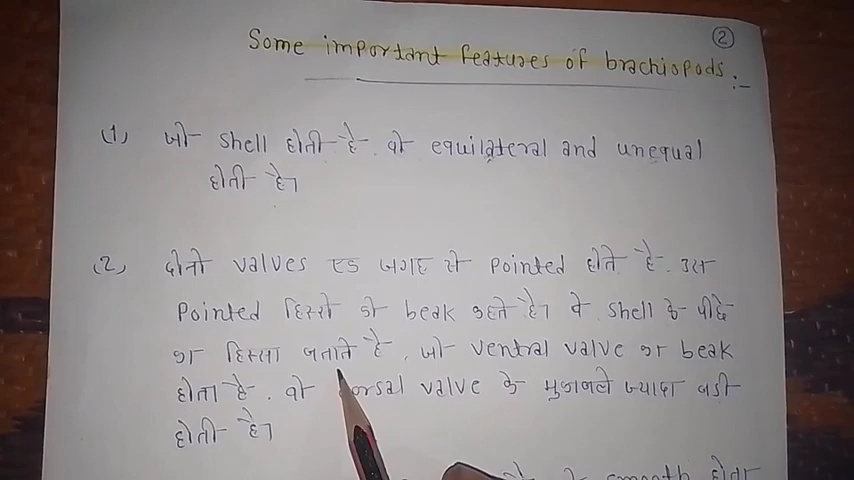 2
Some important features of brachiopods :-
(1) जो shell होती है. वो equilateral and unequal
होती है।
(2) दोनो valves एक जगह से pointed होते है. उस
pointed हिस्से को beak कहते है। वे shell के पीछे
का हिस्सा बताते है, जो ventral valve का beak
होता है. वो dorsal valve के मुकाबले ज्यादा बडी
होती है।
है के smooth होता